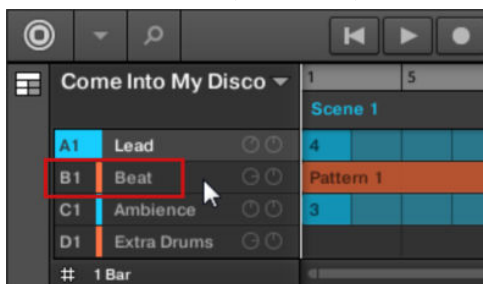 Come Into My Disco 1 5
Scene 1
A1 Lead 4
B1 Beat Pattern 1
C1 Ambience 3
D1 Extra Drums
# 1 Bar